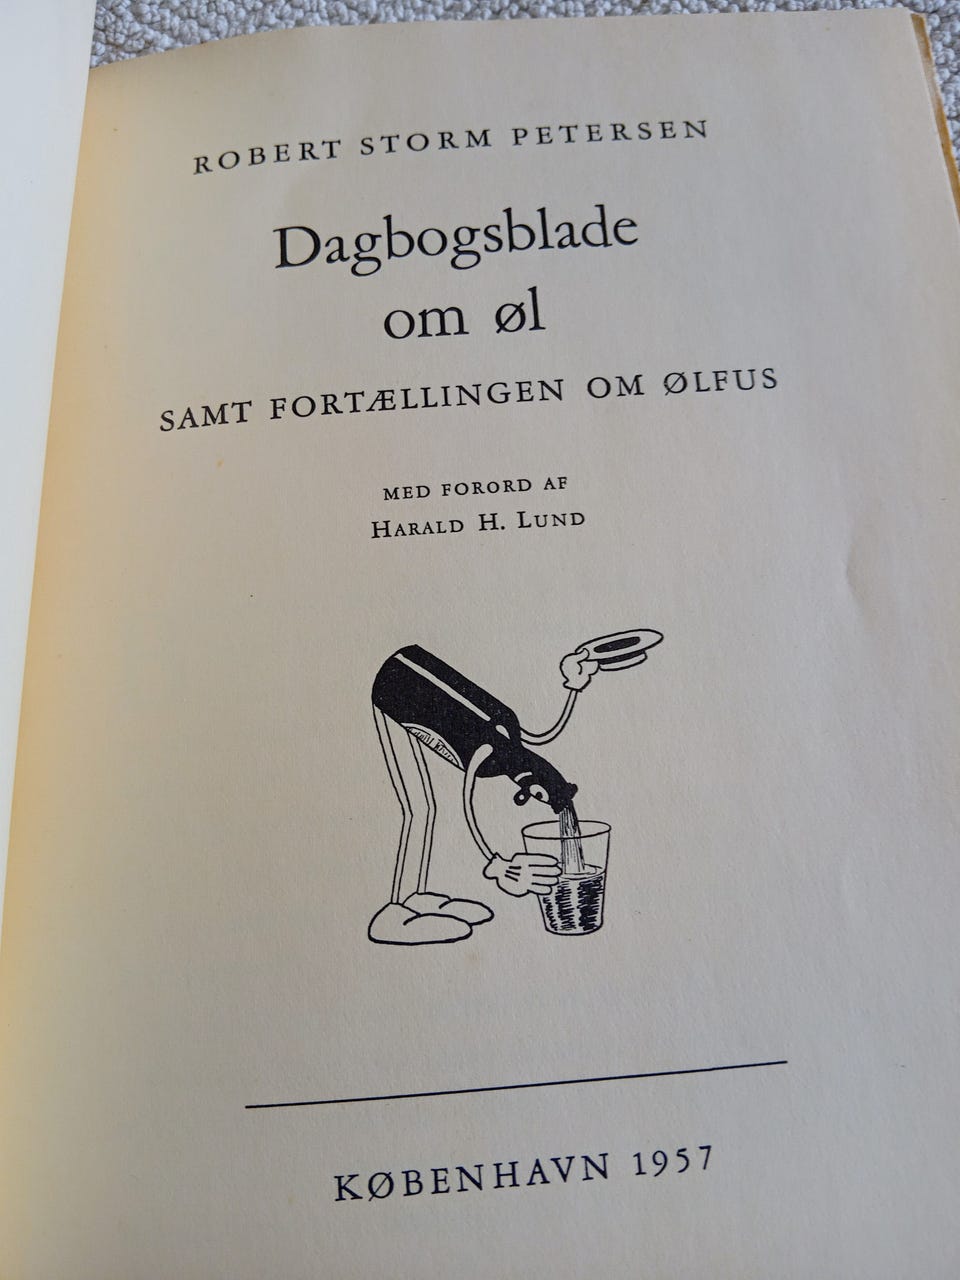 ROBERT STORM PETERSEN
Dagbogsblade
om øl
SAMT FORTÆLLINGEN OM ØLFUS
MED FORORD AF
HARALD H. LUND
KØBENHAVN 1957